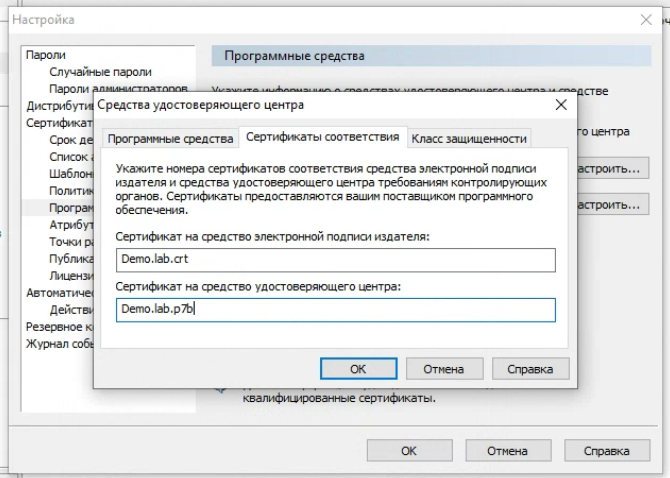 Настройка
Пароли
Случайные пароли
Пароли администраторов
Дистрибутив
Сертификат
Срок де
Список а
Шаблон
Политик
Програм
Атрибут
Точки ра
Публика
Лицензи
Автоматичес
Действи
Резервное к
Журнал собы
Программные средства
Укажите информацию о средствах удостоверяющего центра и средстве
го центра
астроить...
астроить...
квалифицированные сертификаты.
Средства удостоверяющего центра
Программные средства
Сертификаты соответствия
Класс защищенности
Укажите номера сертификатов соответствия средства электронной подписи
издателя и средства удостоверяющего центра требованиям контролирующих
органов. Сертификаты предоставляются вашим поставщиком программного
обеспечения.
Сертификат на средство электронной подписи издателя:
Demo.lab.crt
Сертификат на средство удостоверяющего центра:
Demo.lab.p7b
OK
Отмена
Справка
OK
Отмена
Справка